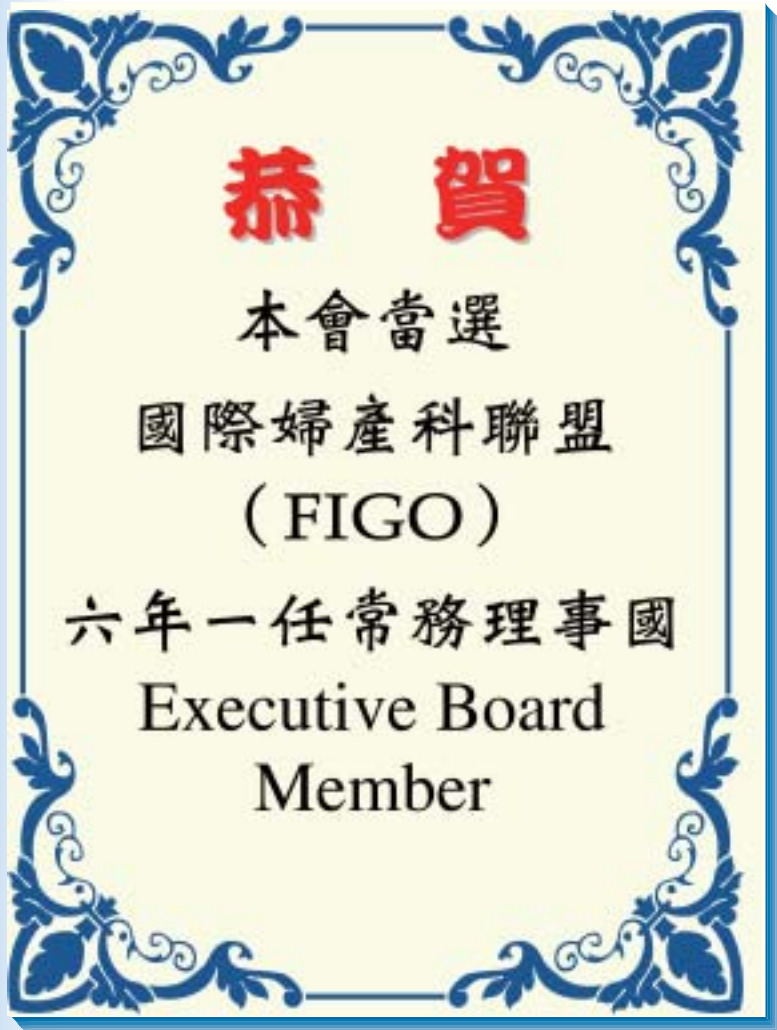 恭賀
本會當選
國際婦產科聯盟
（FIGO）
六年一任常務理事國
Executive Board
Member